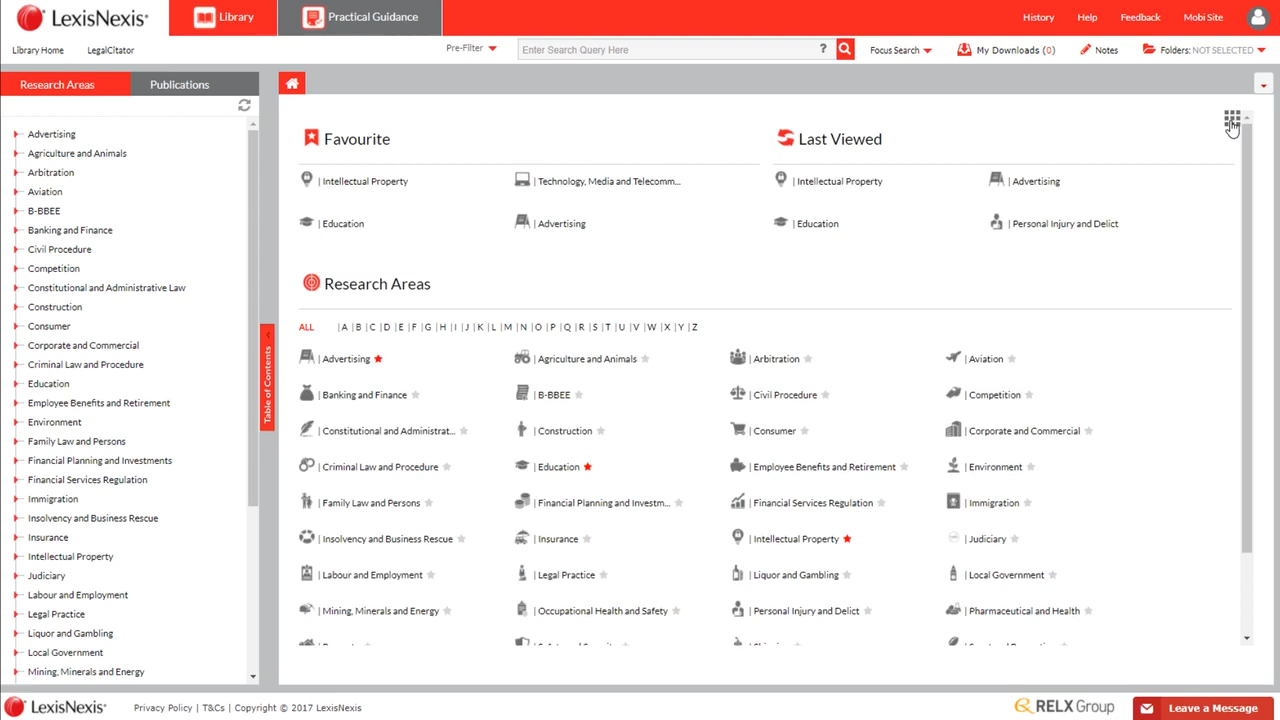 LexisNexis®
Library
Practical Guidance
History
Help
Feedback
Mobi Site
Library Home
LegalCitator
Pre-Filter
Enter Search Query Here
?
Focus Search
My Downloads (0)
Notes
Folders: NOT SELECTED
Research Areas
Publications
Advertising
Agriculture and Animals
Arbitration
Aviation
B-BBEE
Banking and Finance
Civil Procedure
Competition
Constitutional and Administrative Law
Construction
Consumer
Corporate and Commercial
Criminal Law and Procedure
Education
Employee Benefits and Retirement
Environment
Family Law and Persons
Financial Planning and Investments
Financial Services Regulation
Immigration
Insolvency and Business Rescue
Insurance
Intellectual Property
Judiciary
Labour and Employment
Legal Practice
Liquor and Gambling
Local Government
Mining, Minerals and Energy
Table of Contents
Favourite
| Intellectual Property
| Technology, Media and Telecomm...
| Education
| Advertising
Last Viewed
| Intellectual Property
| Advertising
| Education
| Personal Injury and Delict
Research Areas
ALL | A | B | C | D | E | F | G | H | I | J | K | L | M | N | O | P | Q | R | S | T | U | V | W | X | Y | Z
| Advertising
| Agriculture and Animals
| Arbitration
| Aviation
| Banking and Finance
| B-BBEE
| Civil Procedure
| Competition
| Constitutional and Administrat...
| Construction
| Consumer
| Corporate and Commercial
| Criminal Law and Procedure
| Education
| Employee Benefits and Retirement
| Environment
| Family Law and Persons
| Financial Planning and Investm...
| Financial Services Regulation
| Immigration
| Insolvency and Business Rescue
| Insurance
| Intellectual Property
| Judiciary
| Labour and Employment
| Legal Practice
| Liquor and Gambling
| Local Government
| Mining, Minerals and Energy
| Occupational Health and Safety
| Personal Injury and Delict
| Pharmaceutical and Health
LexisNexis®
Privacy Policy | T&Cs | Copyright © 2017 LexisNexis
RELX Group
Leave a Message